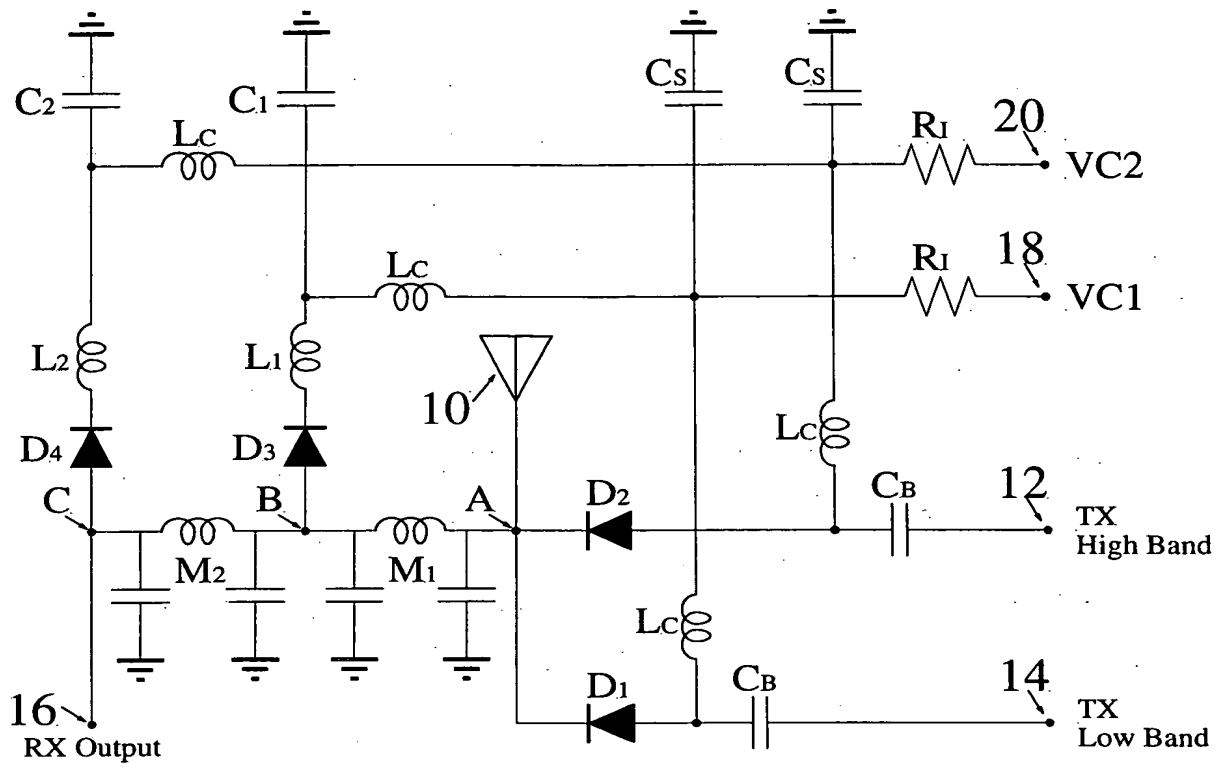 C2
C1
CS
CS
LC
RI
20
VC2
LC
RI
18
VC1
L2
L1
10
LC
D4
D3
C
B
A
D2
CB
12
TX
High Band
M2
M1
LC
D1
CB
14
TX
Low Band
16
RX Output